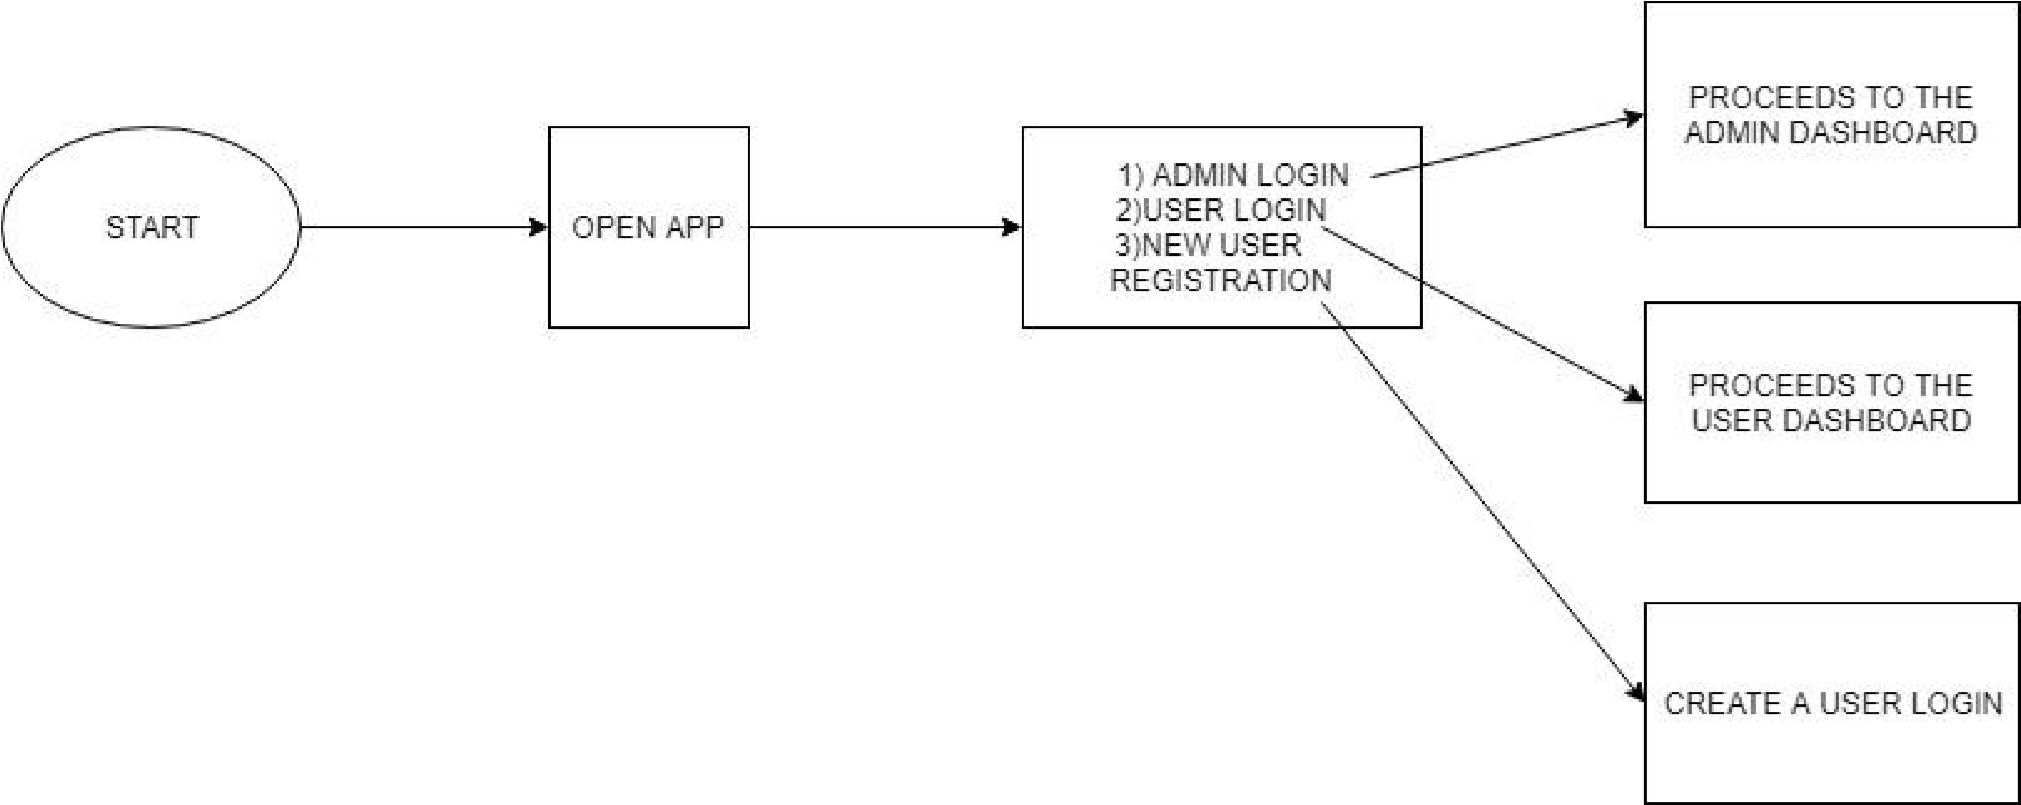 START
OPEN APP
1) ADMIN LOGIN
2)USER LOGIN
3)NEW USER
REGISTRATION
PROCEEDS TO THE
ADMIN DASHBOARD
PROCEEDS TO THE
USER DASHBOARD
CREATE A USER LOGIN